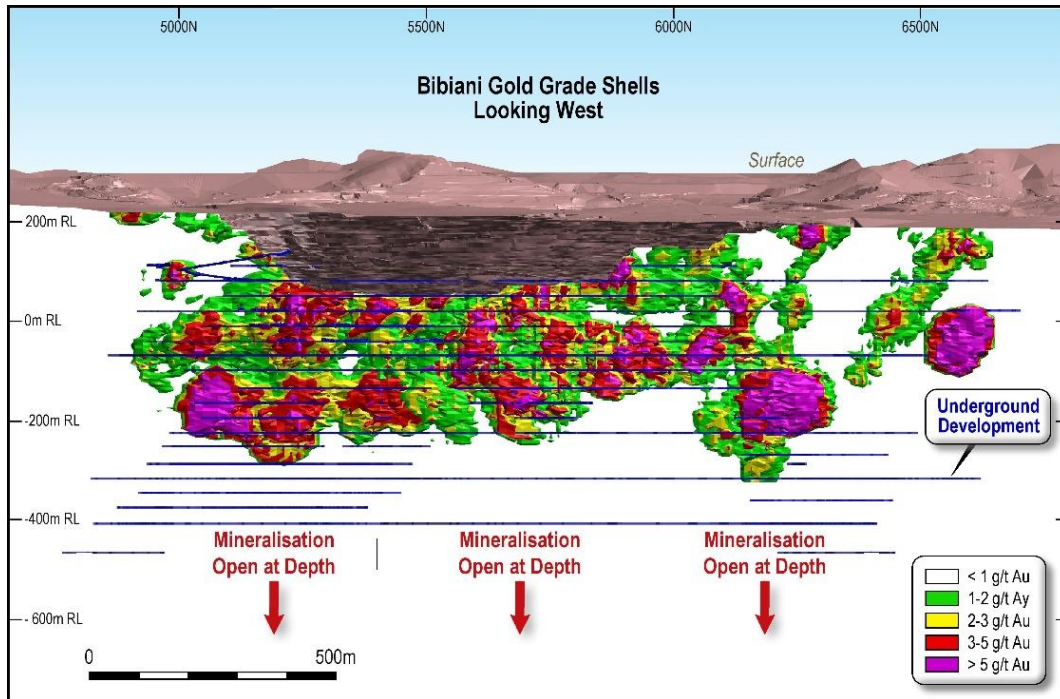 5000N
5500N
6000N
6500N
Bibiani Gold Grade Shells
Looking West
Surface
200m RL
0m RL
-200m RL
-400m RL
- 600m RL
Underground
Development
Mineralisation
Open at Depth
Mineralisation
Open at Depth
Mineralisation
Open at Depth
0
500m
< 1 g/t Au
1-2 g/t Ay
2-3 g/t Au
3-5 g/t Au
> 5 g/t Au